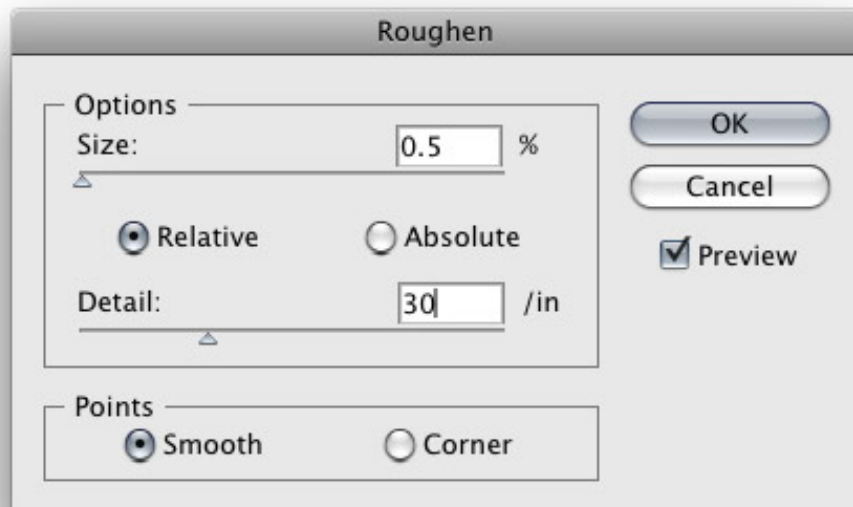 Roughen
Options
Size: 0.5 %
Relative Absolute
Detail: 30 /in
Points
Smooth Corner
OK
Cancel
Preview